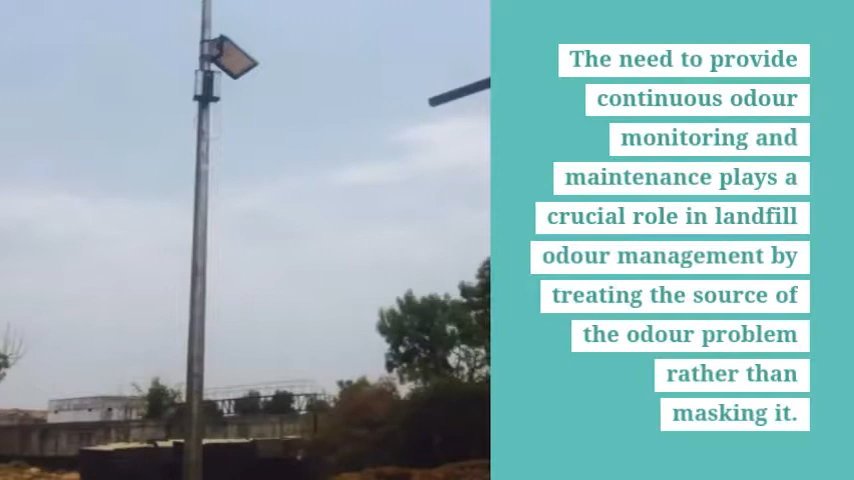 The need to provide
continuous odour
monitoring and
maintenance plays a
crucial role in landfill
odour management by
treating the source of
the odour problem
rather than
masking it.